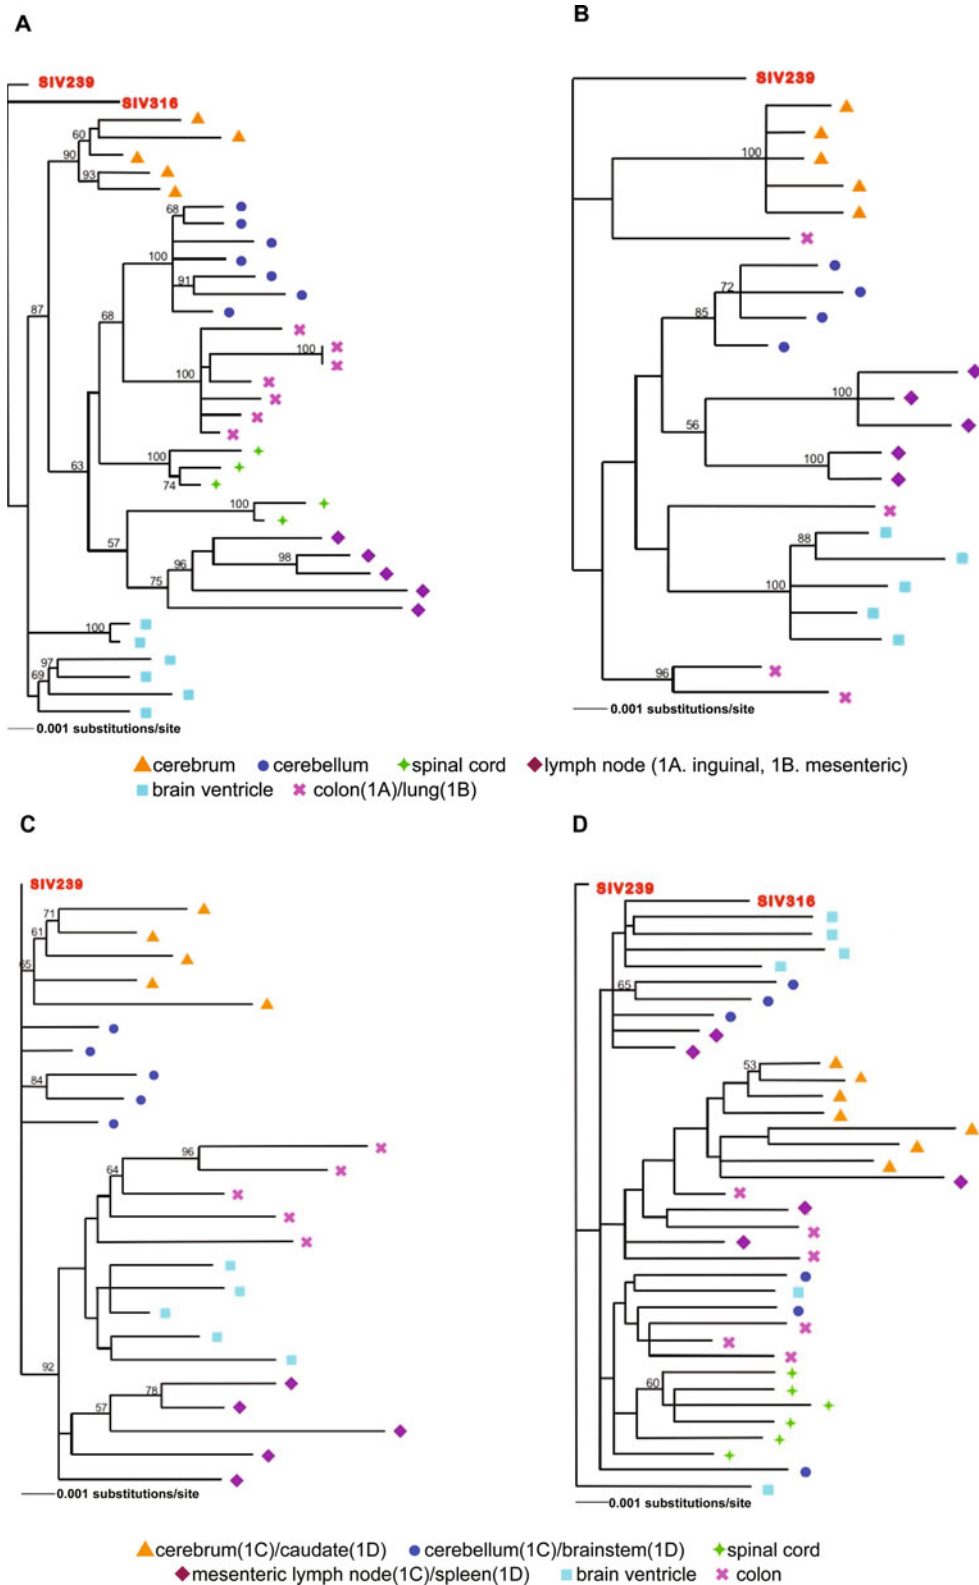 A
SIV239
SIV316
60
90
93
68
100
91
87
68
100
100
63
100
74
100
57
98
96
75
100
97
69
0.001 substitutions/site
B
SIV239
100
72
85
100
56
100
88
100
96
0.001 substitutions/site
cerebrum cerebellum spinal cord lymph node (1A. inguinal, 1B. mesenteric)
brain ventricle colon(1A)/lung(1B)
C
SIV239
71
61
65
84
96
64
92
78
57
0.001 substitutions/site
D
SIV239
SIV316
65
53
60
0.001 substitutions/site
cerebrum(1C)/caudate(1D) cerebellum(1C)/brainstem(1D) spinal cord
mesenteric lymph node(1C)/spleen(1D) brain ventricle colon